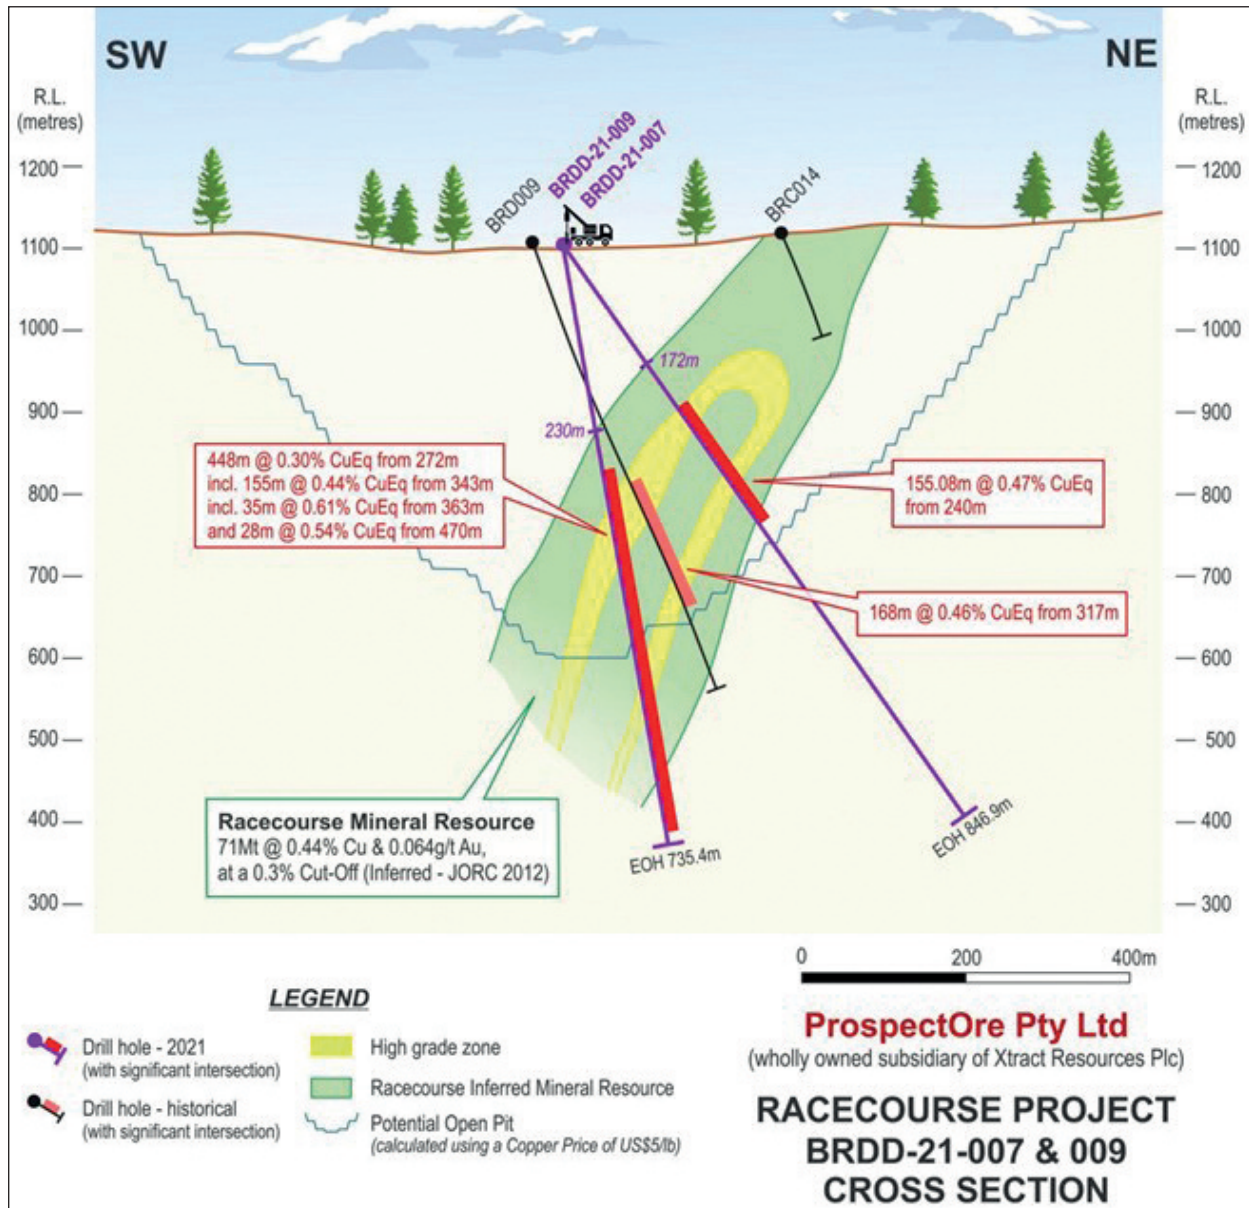 SW
NE
R.L.
(metres)
R.L.
(metres)
1200
1100
1000
900
800
700
600
500
400
300
1200
1100
1000
900
800
700
600
500
400
300
BRD009
BRDD-21-009
BRDD-21-007
BRC014
172m
230m
448m @ 0.30% CuEq from 272m
incl. 155m @ 0.44% CuEq from 343m
incl. 35m @ 0.61% CuEq from 363m
and 28m @ 0.54% CuEq from 470m
155.08m @ 0.47% CuEq
from 240m
168m @ 0.46% CuEq from 317m
Racecourse Mineral Resource
71Mt @ 0.44% Cu & 0.064g/t Au,
at a 0.3% Cut-Off (Inferred - JORC 2012)
EOH 735.4m
EOH 846.9m
0 200 400m
LEGEND
Drill hole - 2021
(with significant intersection)
Drill hole - historical
(with significant intersection)
High grade zone
Racecourse Inferred Mineral Resource
Potential Open Pit
(calculated using a Copper Price of US$5/lb)
ProspectOre Pty Ltd
(wholly owned subsidiary of Xtract Resources Plc)
RACECOURSE PROJECT
BRDD-21-007 & 009
CROSS SECTION